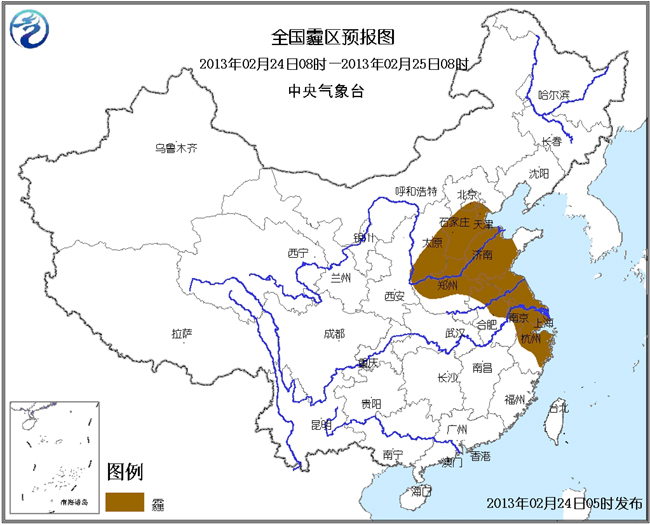 全国霾区预报图
2013年02月24日08时—2013年02月25日08时
中央气象台
哈尔滨
长春
乌鲁木齐
沈阳
呼和浩特
北京
石家庄
天津
银川
太原
西宁
济南
兰州
郑州
西安
南京
上海
合肥
武汉
拉萨
成都
杭州
重庆
南昌
长沙
贵阳
福州
台北
昆明
广州
南宁
香港
澳门
海口
图例
霾
南海诸岛
2013年02月24日05时发布